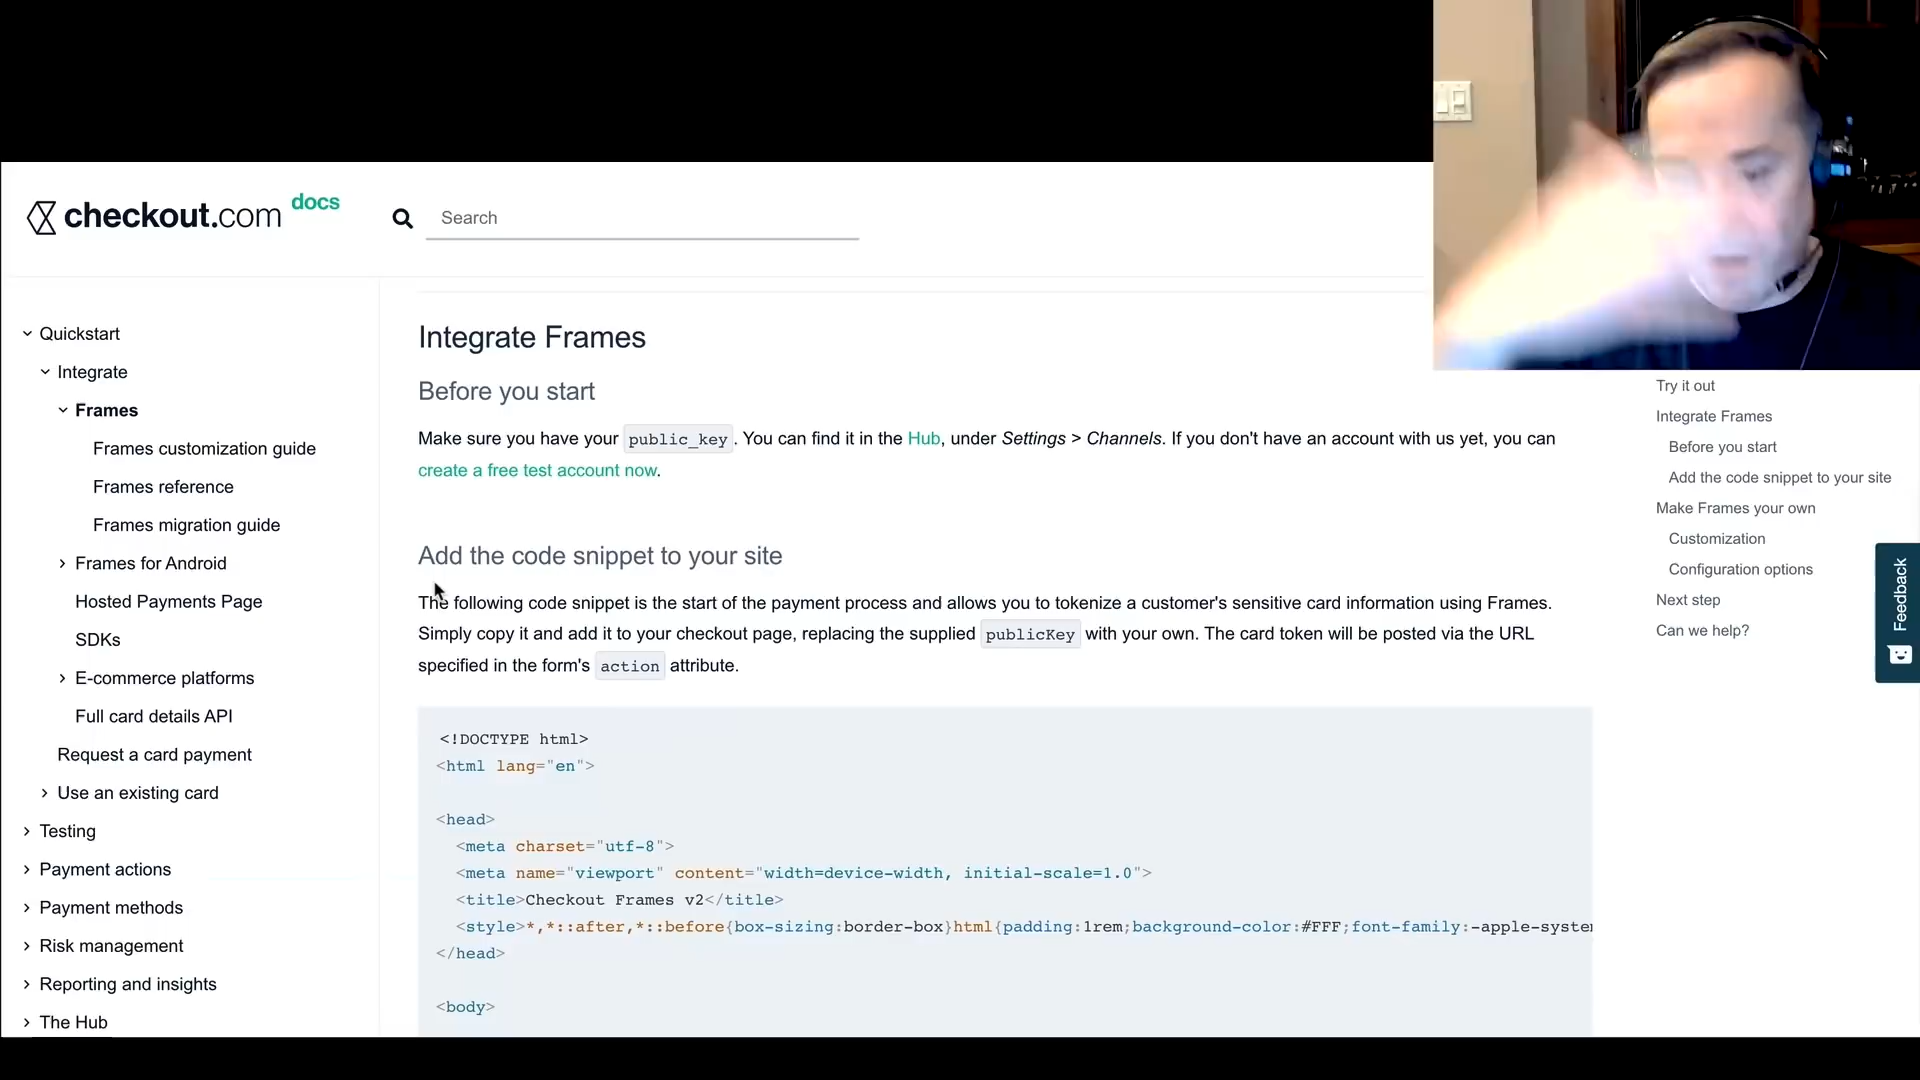 checkout.com docs
Search
Quickstart
Integrate
Frames
Frames customization guide
Frames reference
Frames migration guide
Frames for Android
Hosted Payments Page
SDKs
E-commerce platforms
Full card details API
Request a card payment
Use an existing card
Testing
Payment actions
Payment methods
Risk management
Reporting and insights
The Hub
Integrate Frames
Before you start
Make sure you have your public_key. You can find it in the Hub, under Settings > Channels. If you don't have an account with us yet, you can
create a free test account now.
Add the code snippet to your site
The following code snippet is the start of the payment process and allows you to tokenize a customer's sensitive card information using Frames.
Simply copy it and add it to your checkout page, replacing the supplied publicKey with your own. The card token will be posted via the URL
specified in the form's action attribute.
<!DOCTYPE html>
<html lang="en">
<head>
<meta charset="utf-8">
<meta name="viewport" content="width=device-width, initial-scale=1.0">
<title>Checkout Frames v2</title>
<style>*,*::after,*::before{box-sizing:border-box}html{padding:1rem;background-color:#FFF;font-family:-apple-system
</head>
<body>
Try it out
Integrate Frames
Before you start
Add the code snippet to your site
Make Frames your own
Customization
Configuration options
Next step
Can we help?
Feedback